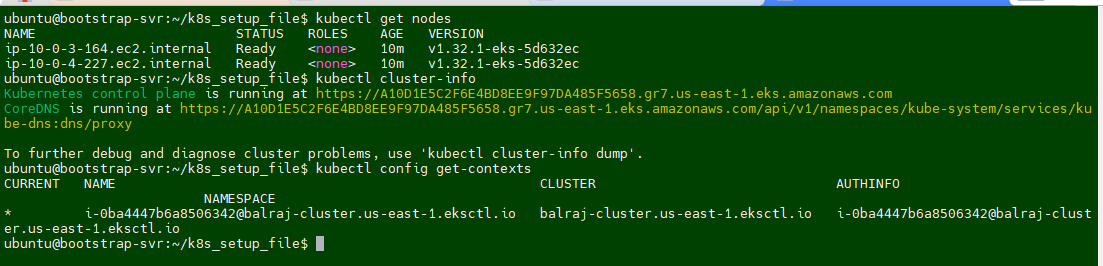 ubuntu@bootstrap-svr:~/k8s_setup_file$ kubectl get nodes
NAME                         STATUS   ROLES    AGE   VERSION
ip-10-0-3-164.ec2.internal   Ready    <none>   10m   v1.32.1-eks-5d632ec
ip-10-0-4-227.ec2.internal   Ready    <none>   10m   v1.32.1-eks-5d632ec
ubuntu@bootstrap-svr:~/k8s_setup_file$ kubectl cluster-info
Kubernetes control plane is running at https://A10D1E5C2F6E4BD8EE9F97DA485F5658.gr7.us-east-1.eks.amazonaws.com
CoreDNS is running at https://A10D1E5C2F6E4BD8EE9F97DA485F5658.gr7.us-east-1.eks.amazonaws.com/api/v1/namespaces/kube-system/services/ku
be-dns:dns/proxy
To further debug and diagnose cluster problems, use 'kubectl cluster-info dump'.
ubuntu@bootstrap-svr:~/k8s_setup_file$ kubectl config get-contexts
CURRENT   NAME                                                        CLUSTER                                AUTHINFO
NAMESPACE
*         i-0ba4447b6a8506342@balraj-cluster.us-east-1.eksctl.io   balraj-cluster.us-east-1.eksctl.io   i-0ba4447b6a8506342@balraj-clust
er.us-east-1.eksctl.io
ubuntu@bootstrap-svr:~/k8s_setup_file$